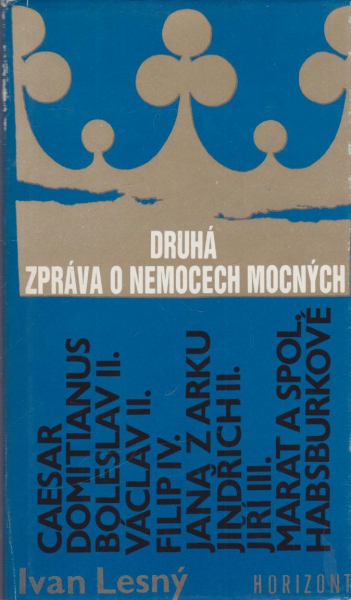 DRUHÁ
ZPRÁVA O NEMOCECH MOCNÝCH
CAESAR
DOMITIANUS
BOLESLAV II.
VÁCLAV II.
FILIP IV.
JANA Z ARKU
JINDŘICH II.
JIŘÍ III.
MARAT A SPOL.
HABSBURKOVÉ
Ivan Lesný
HORIZONT